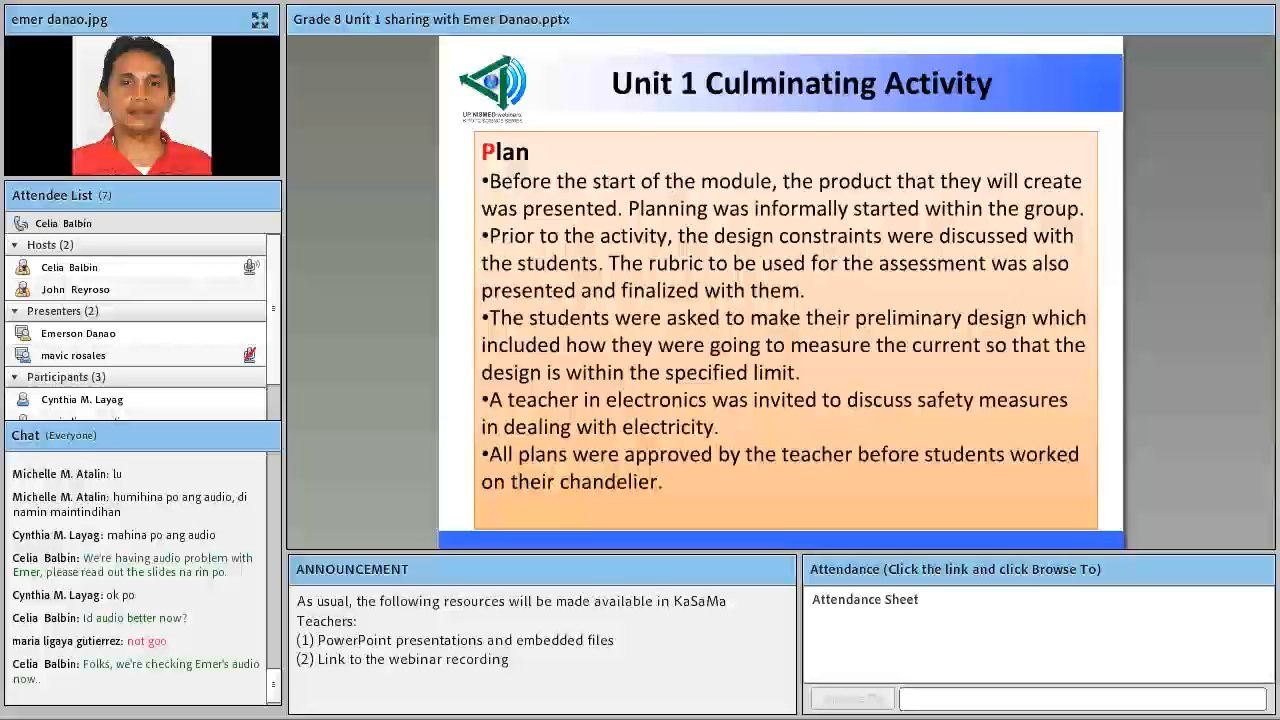 emer danao.jpg
Attendee List (7)
Celia Balbin
Hosts (2)
Celia Balbin
John Reyroso
Presenters (2)
Emerson Danao
mavic rosales
Participants (3)
Cynthia M. Layag
Chat (Everyone)
Michelle M. Atalin: lu
Michelle M. Atalin: humihina po ang audio, di
namin maintindihan
Cynthia M. Layag: mahina po ang audio
Celia Balbin: We're having audio problem with
Emer, please read out the slides na rin po.
Cynthia M. Layag: ok po
Celia Balbin: Id audio better now?
maria ligaya gutierrez: not goo
Celia Balbin: Folks, we're checking Emer's audio
now..
Grade 8 Unit 1 sharing with Emer Danao.pptx
UP NISMED webinars
Unit 1 Culminating Activity
Plan
•Before the start of the module, the product that they will create
was presented. Planning was informally started within the group.
•Prior to the activity, the design constraints were discussed with
the students. The rubric to be used for the assessment was also
presented and finalized with them.
•The students were asked to make their preliminary design which
included how they were going to measure the current so that the
design is within the specified limit.
•A teacher in electronics was invited to discuss safety measures
in dealing with electricity.
•All plans were approved by the teacher before students worked
on their chandelier.
ANNOUNCEMENT
As usual, the following resources will be made available in KaSaMa
Teachers:
(1) PowerPoint presentations and embedded files
(2) Link to the webinar recording
Attendance (Click the link and click Browse To)
Attendance Sheet